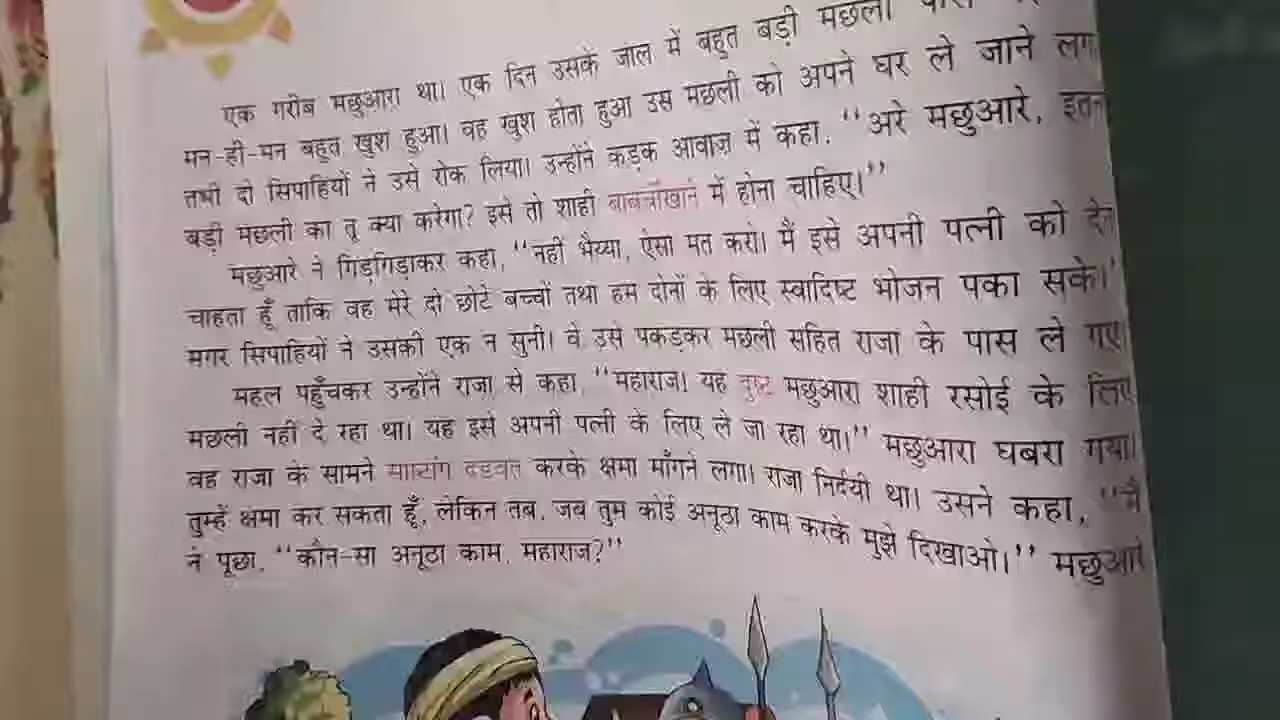 एक गरीब मछुआरा था। एक दिन उसके जाल में बहुत बड़ी मछली
मन-ही-मन बहुत खुश हुआ। वह खुश होता हुआ उस मछली को अपने घर ले जाने
तभी दो सिपाहियों ने उसे रोक लिया। उन्होंने कड़क आवाज़ में कहा, "अरे मछुआरे,
बड़ी मछली का तू क्या करेगा? इसे तो शाही बावर्चीखाने में होना चाहिए।"
मछुआरे ने गिड़गिड़ाकर कहा, "नहीं भैय्या, ऐसा मत करो। मैं इसे अपनी पत्नी को
चाहता हूँ ताकि वह मेरे दो छोटे बच्चों तथा हम दोनों के लिए स्वादिष्ट भोजन पका सके।"
मगर सिपाहियों ने उसकी एक न सुनी। वे उसे पकड़कर मछली सहित राजा के पास ले गए।
महल पहुँचकर उन्होंने राजा से कहा, "महाराज! यह दुष्ट मछुआरा शाही रसोई के लिए
मछली नहीं दे रहा था। यह इसे अपनी पत्नी के लिए ले जा रहा था।" मछुआरा घबरा गया।
वह राजा के सामने साष्टांग दंडवत करके क्षमा माँगने लगा। राजा निर्दयी था। उसने कहा, "मैं
तुम्हें क्षमा कर सकता हूँ, लेकिन तब, जब तुम कोई अनूठा काम करके मुझे दिखाओ।" मछुआरे
ने पूछा, "कौन-सा अनूठा काम, महाराज?"